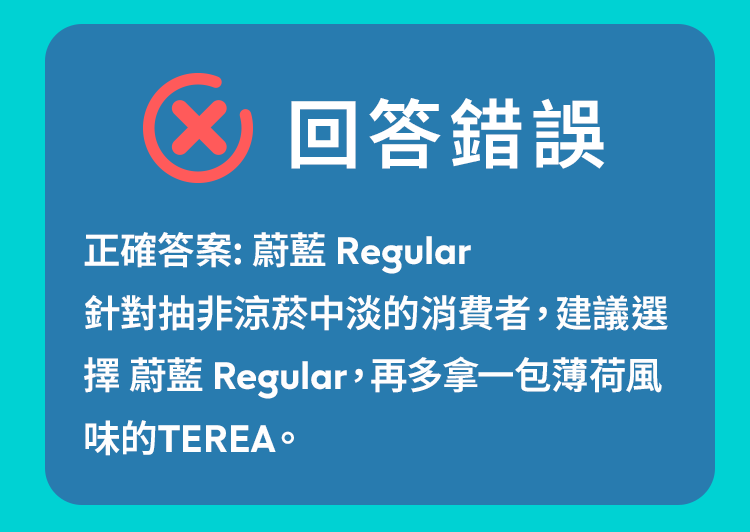 回答錯誤
正確答案: 蔚藍 Regular
針對抽非涼菸中淡的消費者，建議選
擇 蔚藍 Regular，再多拿一包薄荷風
味的TEREA。